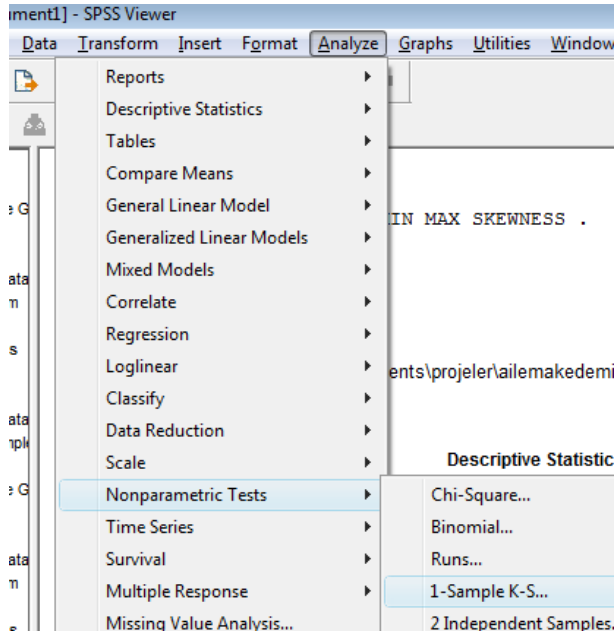 ument1] - SPSS Viewer
Data Transform Insert Format Analyze Graphs Utilities Window
Reports
Descriptive Statistics
Tables
Compare Means
General Linear Model
IN MAX SKEWNESS .
Generalized Linear Models
Mixed Models
Correlate
Regression
Loglinear
ents\projeler\ailemakedemi
Classify
Data Reduction
Scale
Descriptive Statistic
Nonparametric Tests
Chi-Square...
Time Series
Binomial...
Survival
Runs...
Multiple Response
1-Sample K-S...
Missing Value Analysis...
2 Independent Samples.